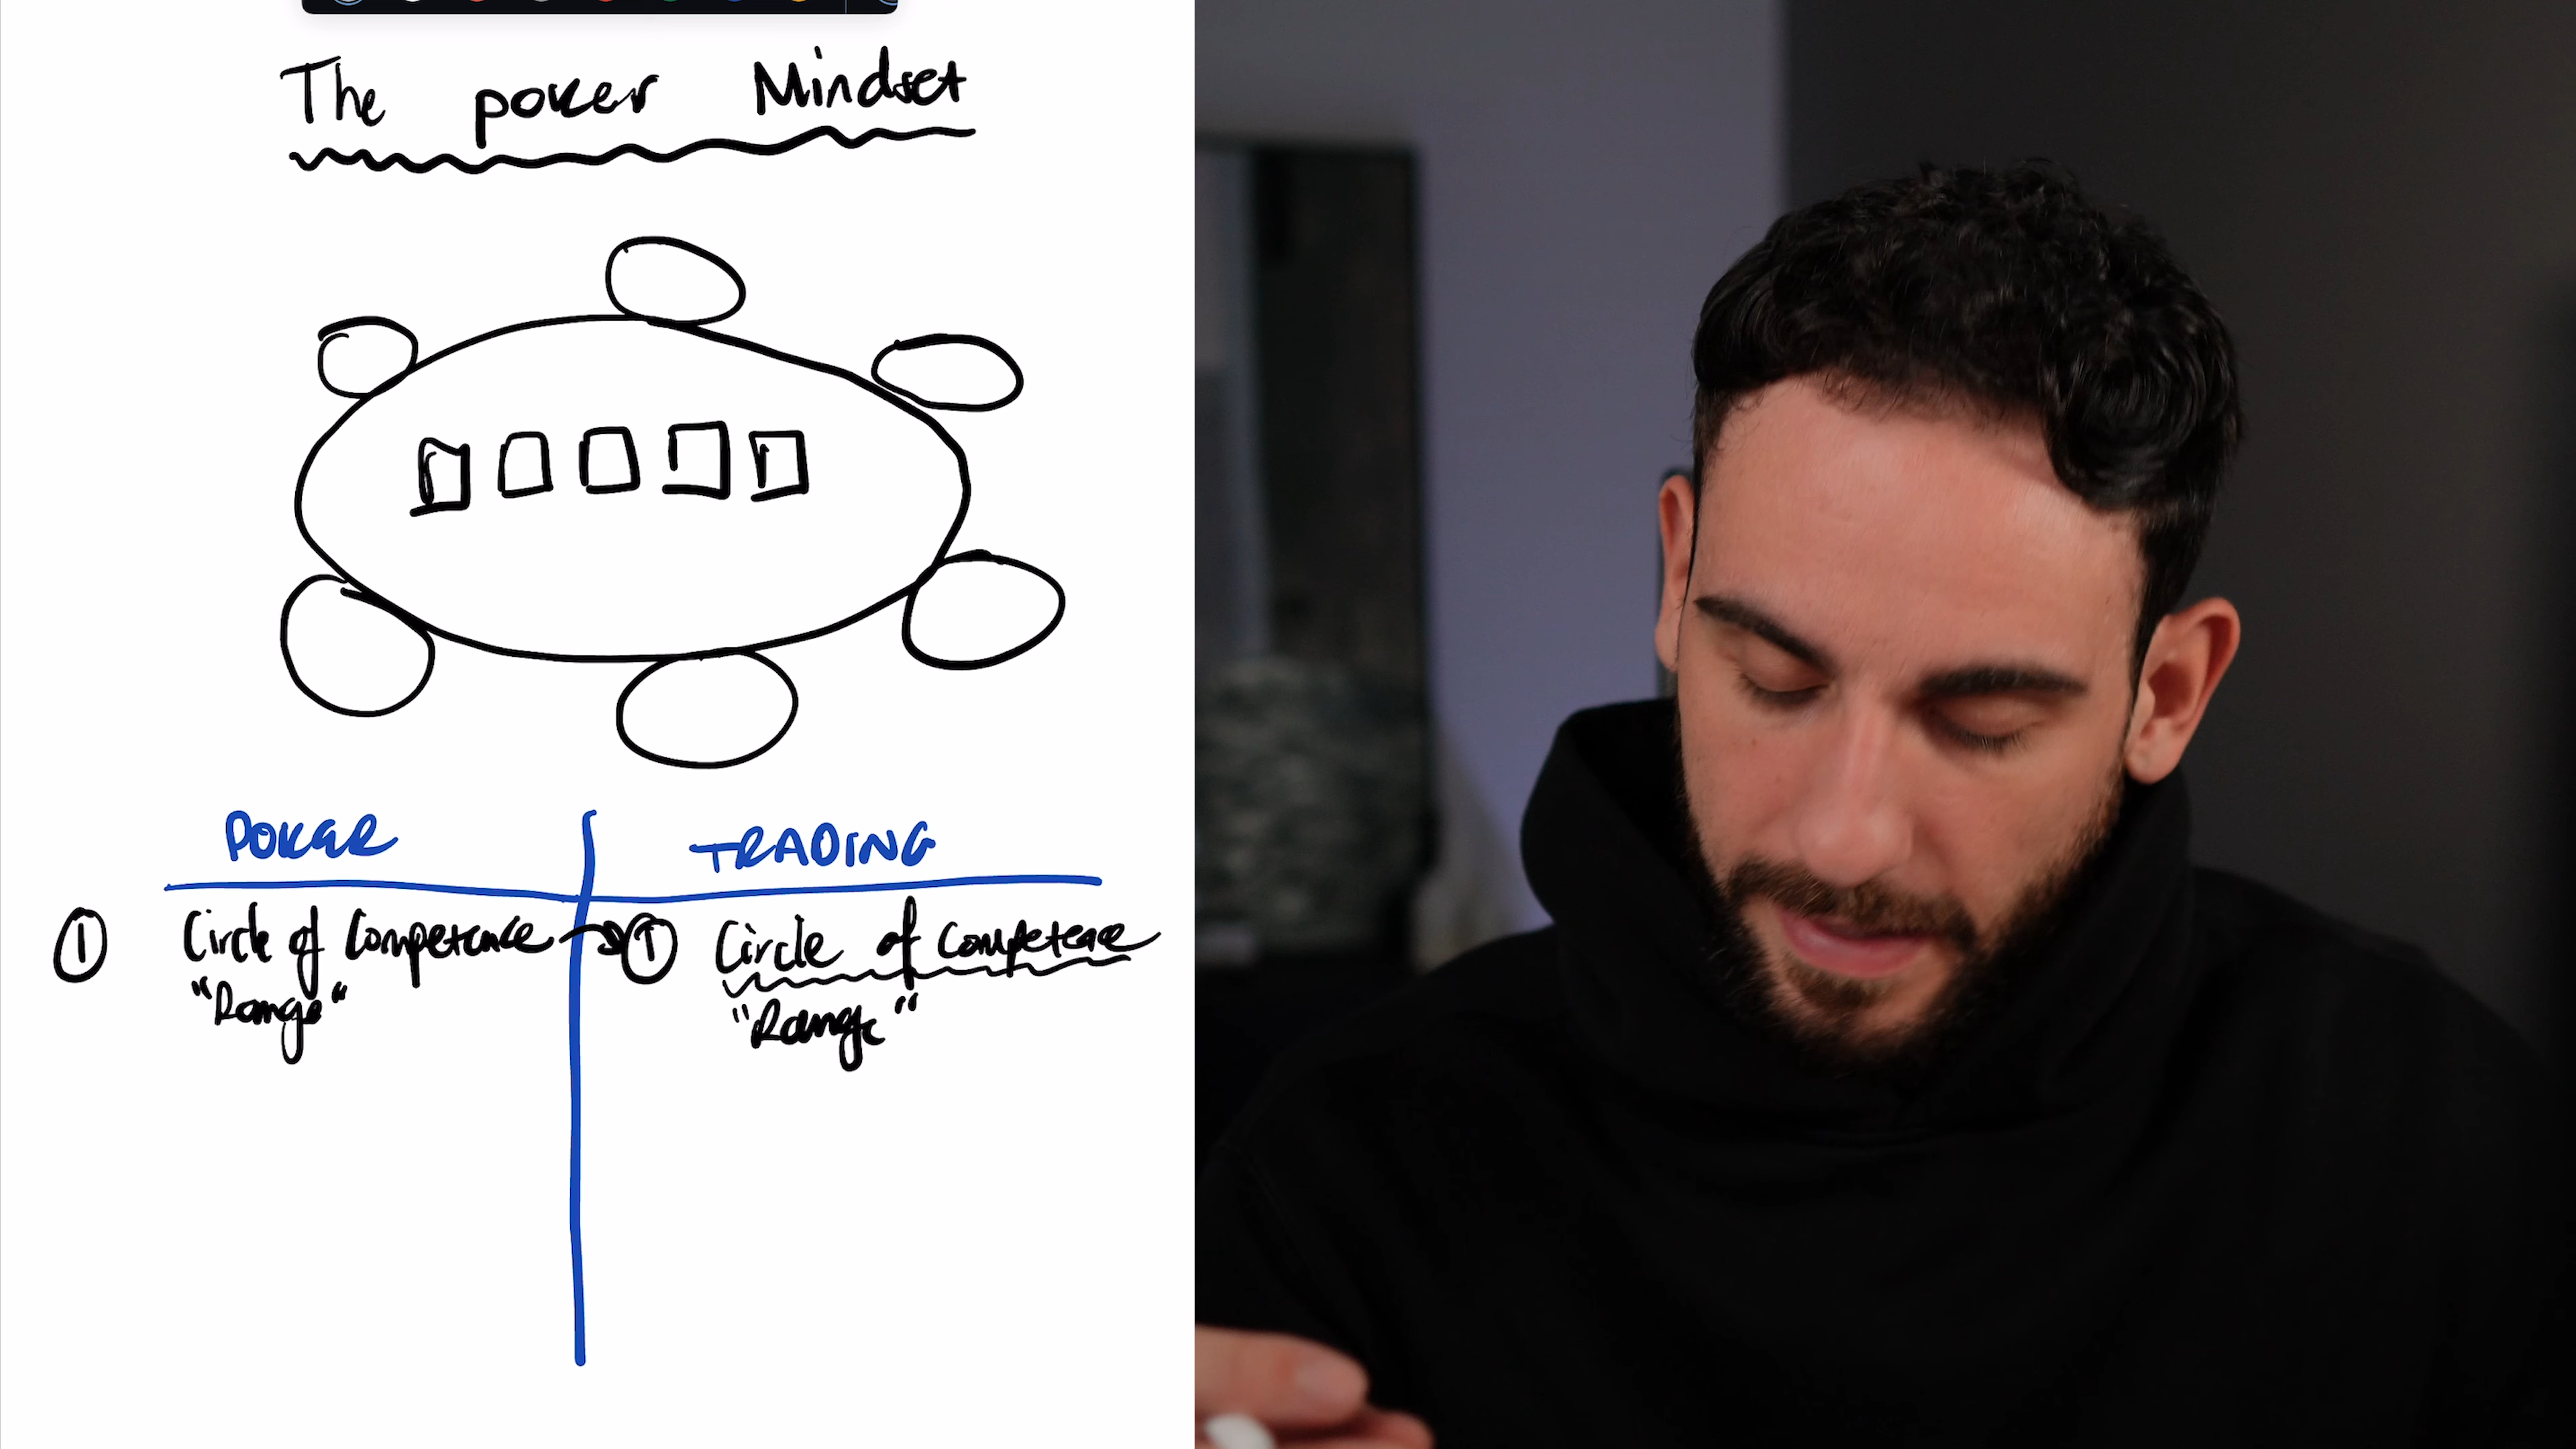 The poker Mindset
POKER
TRADING
① Circle of Competence
"Range"
① Circle of Competence
"Range"